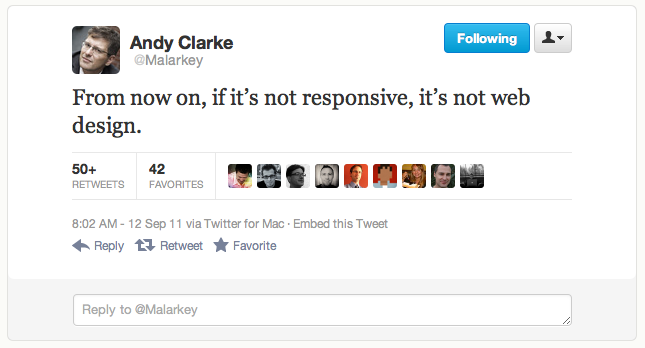 Andy Clarke
@Malarkey
Following
From now on, if it’s not responsive, it’s not web
design.
50+
RETWEETS
42
FAVORITES
8:02 AM - 12 Sep 11 via Twitter for Mac · Embed this Tweet
Reply Retweet Favorite
Reply to @Malarkey